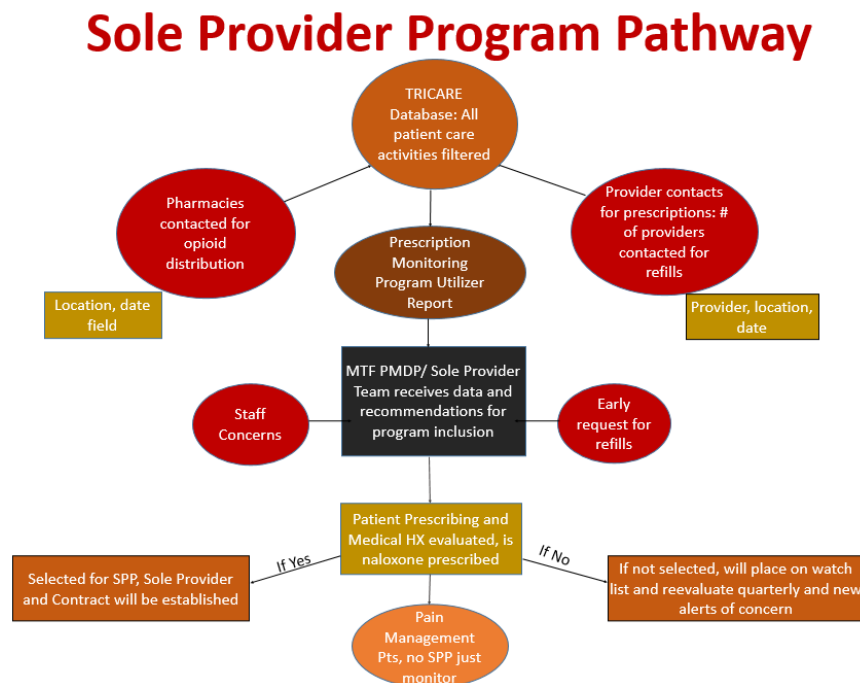 Sole Provider Program Pathway
TRICARE
Database: All
patient care
activities filtered
Pharmacies
contacted for
opioid
distribution
Provider contacts
for prescriptions: #
of providers
contacted for
refills
Prescription
Monitoring
Program Utilizer
Report
Location, date
field
Provider, location,
date
MTF PMDP/ Sole Provider
Team receives data and
recommendations for
program inclusion
Staff
Concerns
Early
request for
refills
Patient Prescribing and
Medical HX evaluated, is
naloxone prescribed
If Yes
If No
Selected for SPP, Sole Provider
and Contract will be established
If not selected, will place on watch
list and reevaluate quarterly and new
alerts of concern
Pain
Management
Pts, no SPP just
monitor